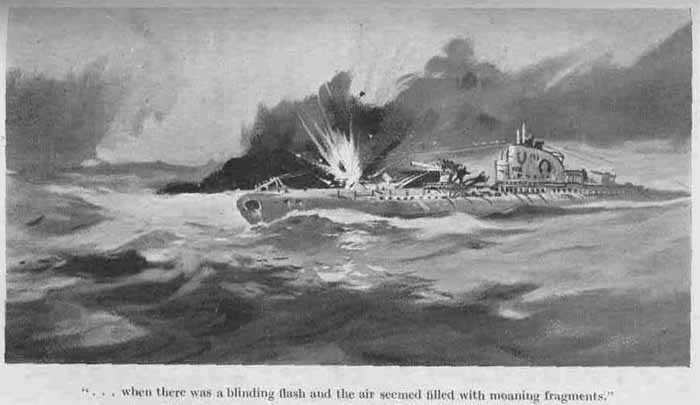 ". . . when there was a blinding flash and the air seemed filled with moaning fragments."